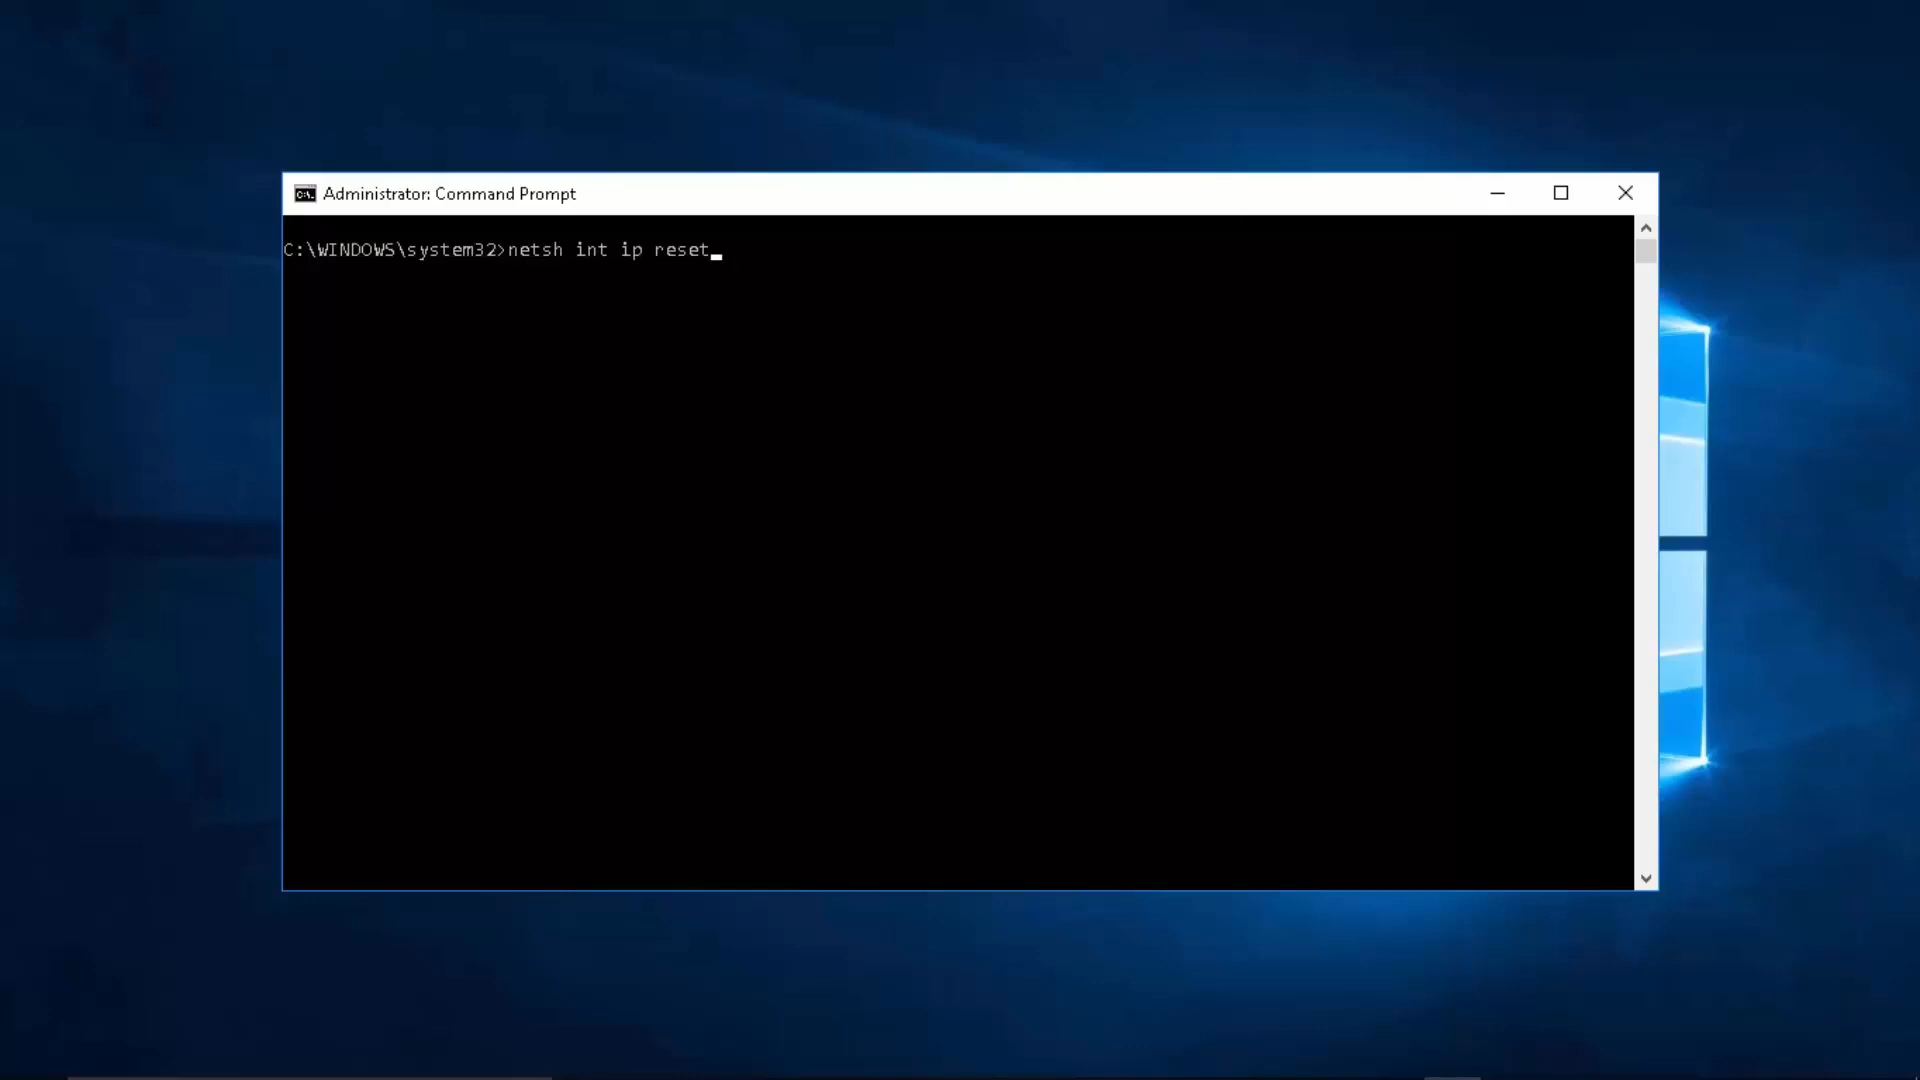 Administrator: Command Prompt
C:\WINDOWS\system32>netsh int ip reset